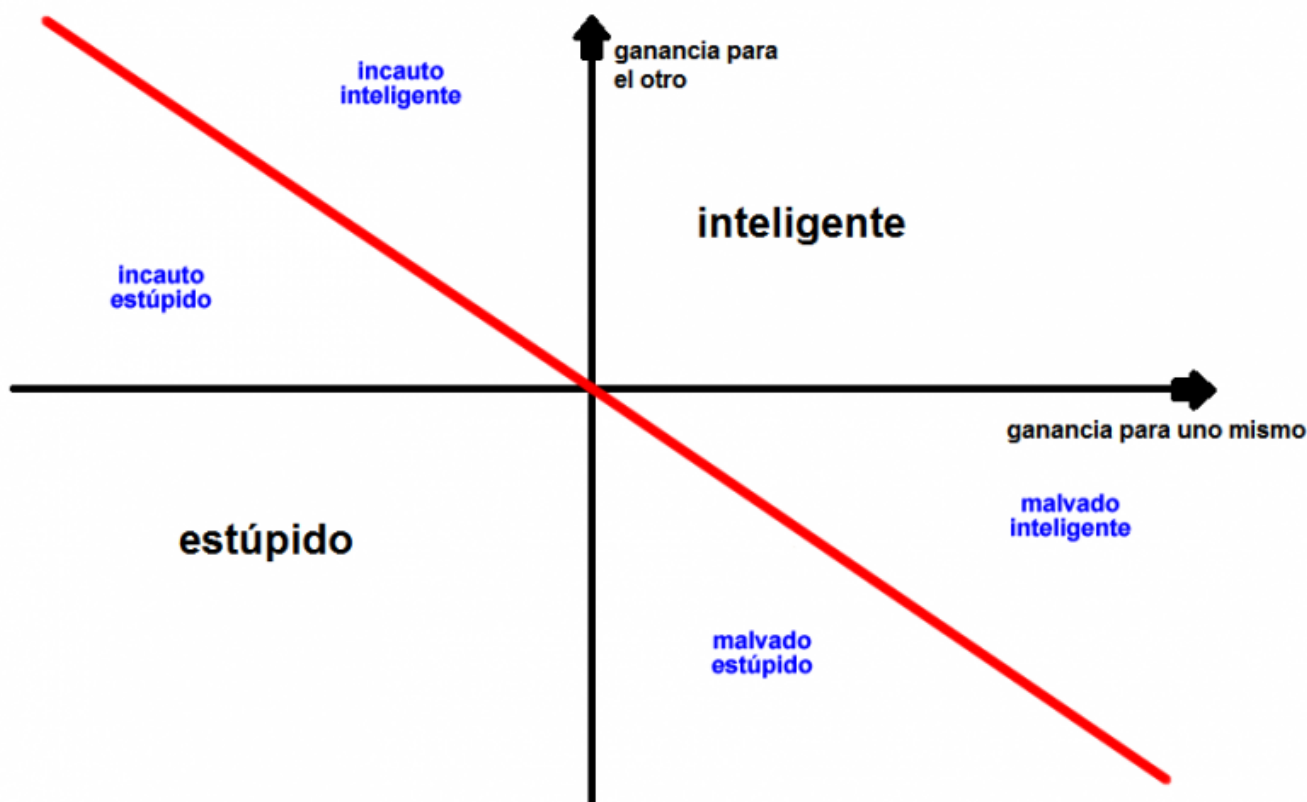 ganancia para
el otro
incauto
inteligente
inteligente
incauto
estúpido
ganancia para uno mismo
malvado
inteligente
estúpido
malvado
estúpido